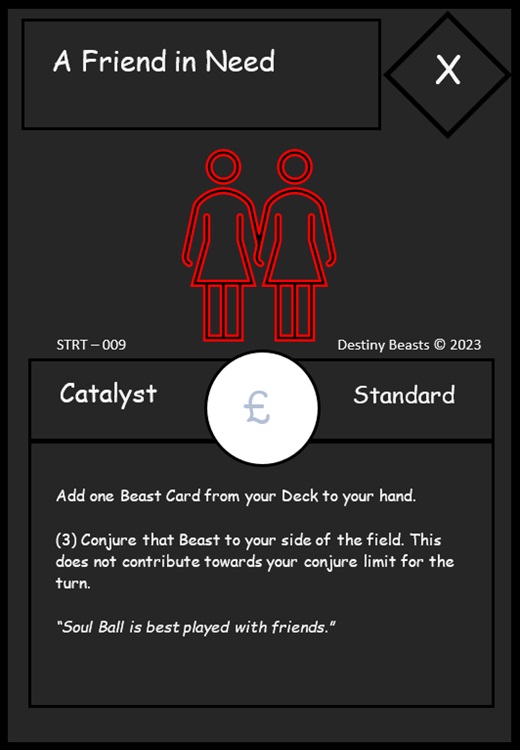 A Friend in Need
X
STRT – 009
Destiny Beasts © 2023
Catalyst
£
Standard
Add one Beast Card from your Deck to your hand.
(3) Conjure that Beast to your side of the field. This
does not contribute towards your conjure limit for the
turn.
“Soul Ball is best played with friends.”